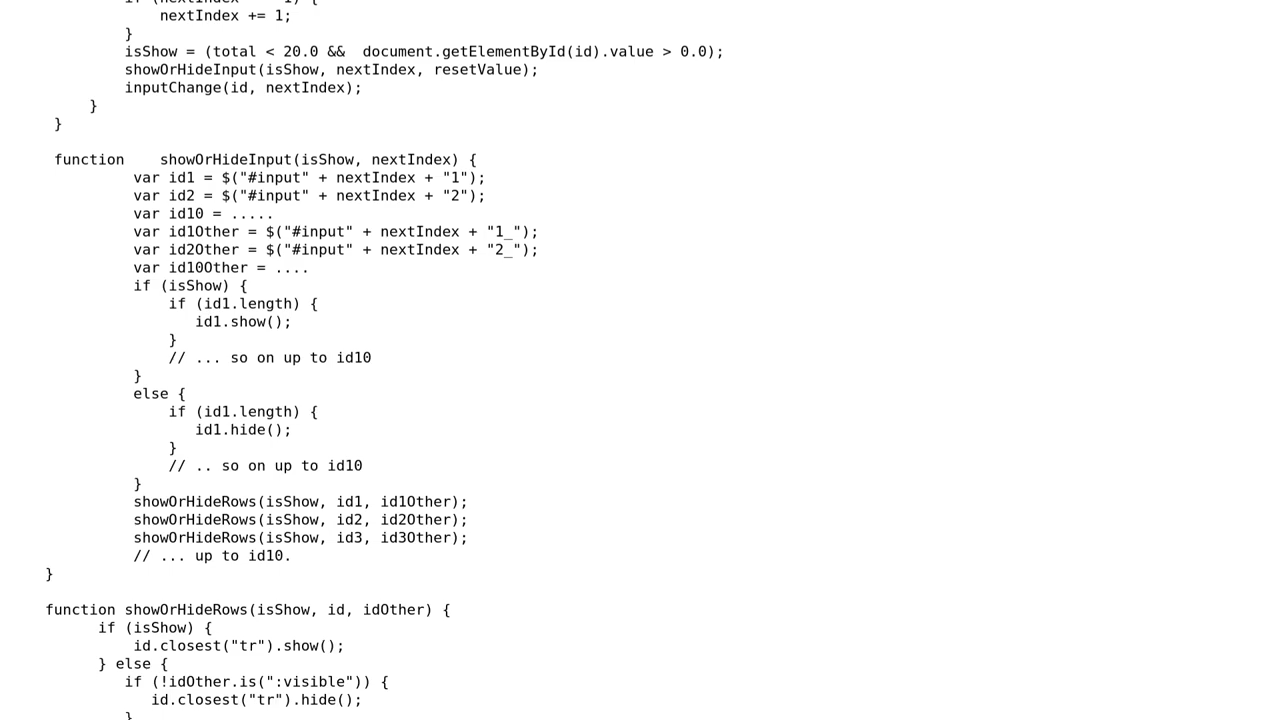 nextIndex += 1;
        }
        isShow = (total < 20.0 &&  document.getElementById(id).value > 0.0);
        showOrHideInput(isShow, nextIndex, resetValue);
        inputChange(id, nextIndex);
    }
}

function    showOrHideInput(isShow, nextIndex) {
         var id1 = $("#input" + nextIndex + "1");
         var id2 = $("#input" + nextIndex + "2");
         var id10 = .....
         var id1Other = $("#input" + nextIndex + "1_");
         var id2Other = $("#input" + nextIndex + "2_");
         var id10Other = ....
         if (isShow) {
             if (id1.length) {
                id1.show();
             }
             // ... so on up to id10
         }
         else {
             if (id1.length) {
                id1.hide();
             }
             // .. so on up to id10
         }
         showOrHideRows(isShow, id1, id1Other);
         showOrHideRows(isShow, id2, id2Other);
         showOrHideRows(isShow, id3, id3Other);
         // ... up to id10.
}

function showOrHideRows(isShow, id, idOther) {
      if (isShow) {
          id.closest("tr").show();
      } else {
         if (!idOther.is(":visible")) {
            id.closest("tr").hide();
         }